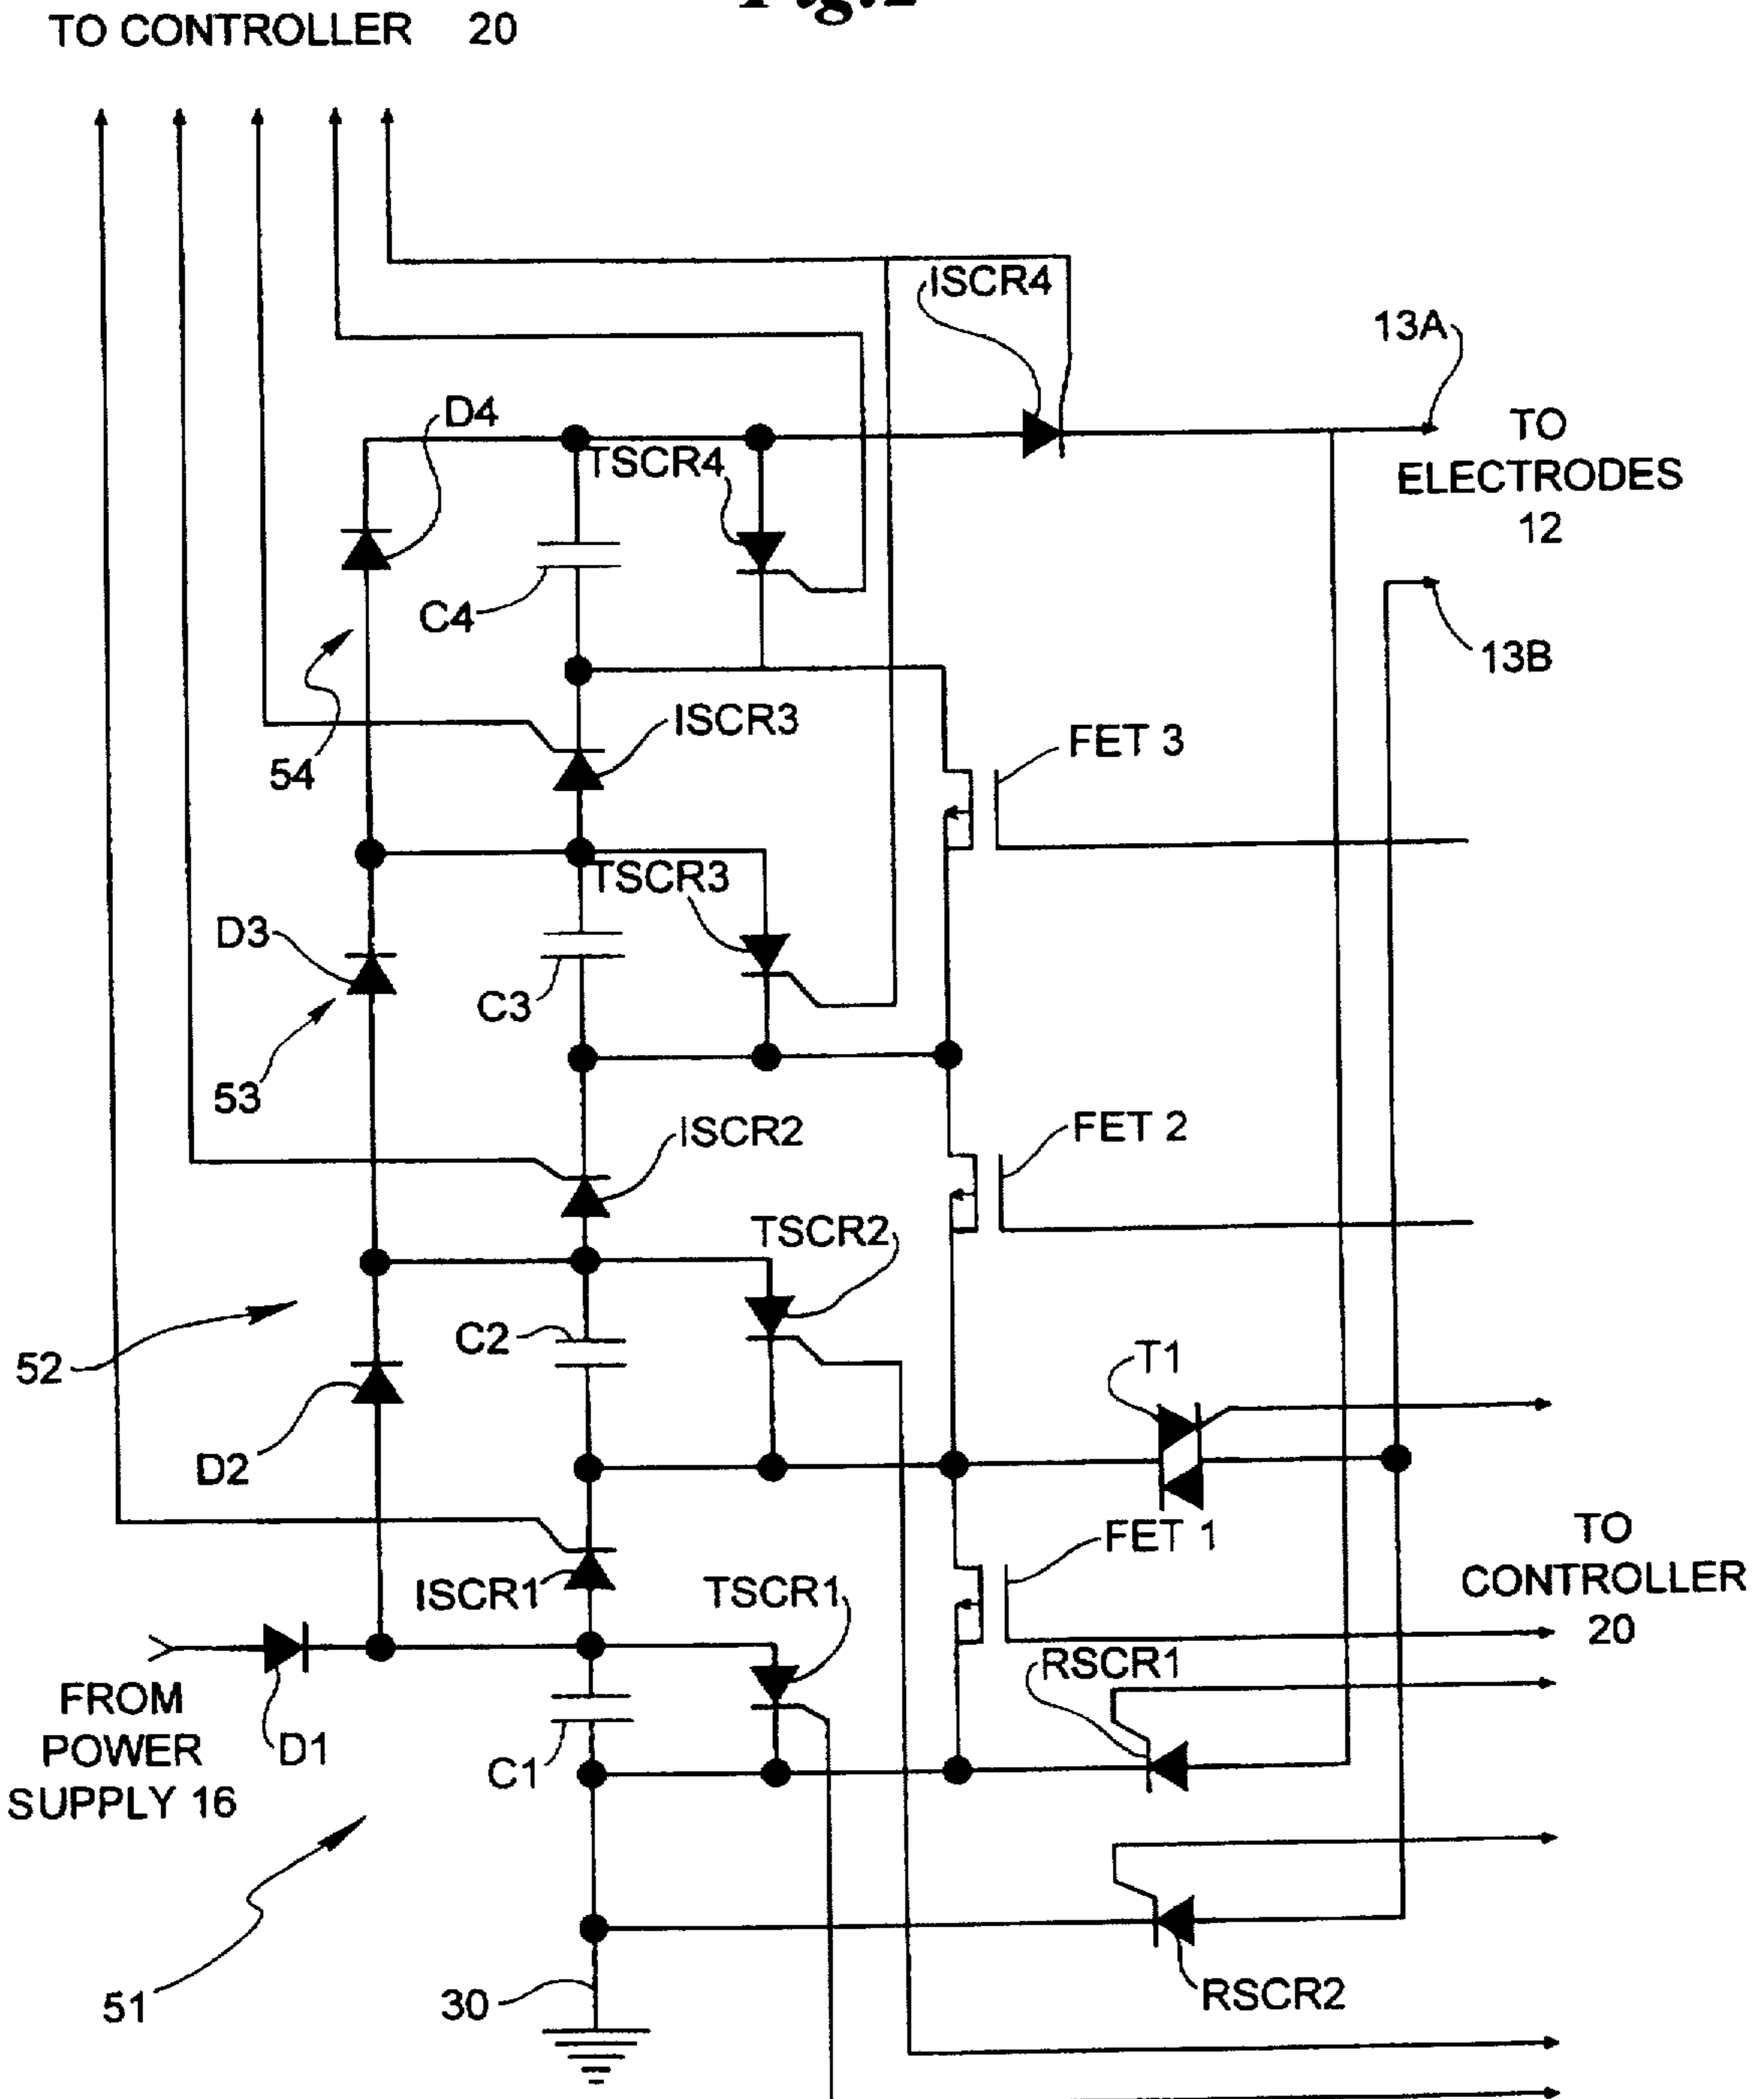 TO CONTROLLER 20
ISCR4
13A
TO
ELECTRODES
12
D4
TSCR4
C4
13B
54
ISCR3
FET 3
TSCR3
D3
C3
53
ISCR2
FET 2
TSCR2
C2
52
T1
D2
FET 1
ISCR1
TSCR1
TO
CONTROLLER
20
RSCR1
FROM
POWER
SUPPLY 16
D1
C1
51
30
RSCR2